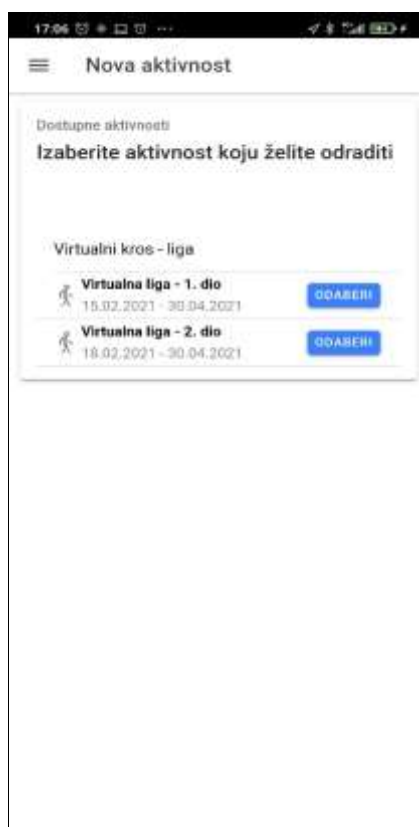 17:06
Nova aktivnost
Dostupne aktivnosti
Izaberite aktivnost koju želite odraditi
Virtualni kros - liga
Virtualna liga - 1. dio
15.02.2021 - 30.04.2021
ODABERI
Virtualna liga - 2. dio
18.02.2021 - 30.04.2021
ODABERI